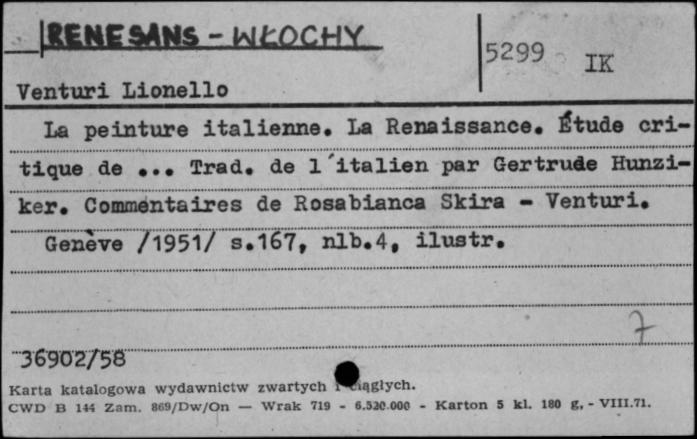 RENESANS - WŁOCHY
5299 IK
Venturi Lionello
La peinture italienne. La Renaissance. Étude cri-
tique de ... Trad. de l'italien par Gertrude Hunzi-
ker. Commentaires de Rosabianca Skira - Venturi.
Genève /1951/ s.167, nlb.4, ilustr.
7
36902/58
Karta katalogowa wydawnictw zwartych i ciągłych.
CWD B 144 Zam. 869/Dw/On — Wrak 719 - 6.520.000 - Karton 5 kl. 180 g. - VIII.71.